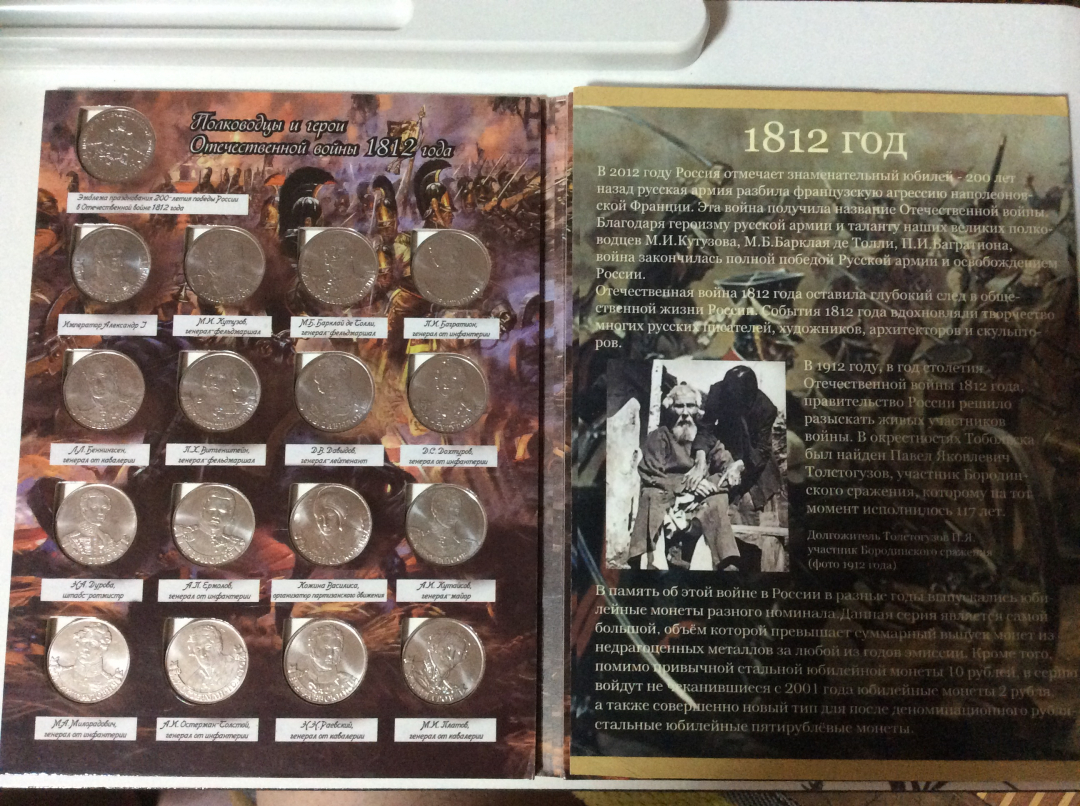 Полководцы и герои
Отечественной войны 1812 года
Эмблема празднования 200-летия победы России
в Отечественной войне 1812 года
Император Александр I
М.И. Кутузов,
генерал-фельдмаршал
М.Б. Барклай де Толли,
генерал-фельдмаршал
П.И. Багратион,
генерал от инфантерии
Л.Л. Беннигсен,
генерал от кавалерии
П.Х. Витгенштейн,
генерал-фельдмаршал
Д.В. Давыдов,
генерал-лейтенант
Д.С. Дохтуров,
генерал от инфантерии
Н.А. Дурова,
штабс-ротмистр
А.П. Ермолов,
генерал от инфантерии
Кожина Василиса,
организатор партизанского движения
А.И. Кутайсов,
генерал-майор
М.А. Милорадович,
генерал от инфантерии
А.И. Остерман-Толстой,
генерал от инфантерии
Н.Н. Раевский,
генерал от кавалерии
М.И. Платов,
генерал от кавалерии
1812 год
В 2012 году Россия отмечает знаменательный юбилей - 200 лет
назад русская армия разбила французскую агрессию наполеонов-
ской Франции. Эта война получила название Отечественной войны.
Благодаря героизму русской армии и таланту наших великих полко-
водцев М.И.Кутузова, М.Б.Барклая де Толли, П.И.Багратиона,
война закончилась полной победой Русской армии и освобождением
России.
Отечественная война 1812 года оставила глубокий след в обще-
ственной жизни России. События 1812 года вдохновляли творчество
многих русских писателей, художников, архитекторов и скульпто-
ров.
В 1912 году, в год столетия
Отечественной войны 1812 года,
правительство России решило
разыскать живых участников
войны. В окрестностях Тобольска
был найден Павел Яковлевич
Толстогузов, участник Бородин-
ского сражения, которому на тот
момент исполнилось 117 лет.
Долгожитель Толстогузов П.Я.
участник Бородинского сражения
(фото 1912 года)
В память об этой войне в России в разные годы выпускались юби-
лейные монеты разного номинала. Данная серия является самой
большой, объём которой превышает суммарный выпуск монет из
недрагоценных металлов за любой из годов эмиссии. Кроме того,
помимо привычной стальной юбилейной монеты 10 рублей, в серию
войдут не чеканившиеся с 2001 года юбилейные монеты 2 рубля,
а также совершенно новый тип для после деноминационного рубля -
стальные юбилейные пятирублёвые монеты.